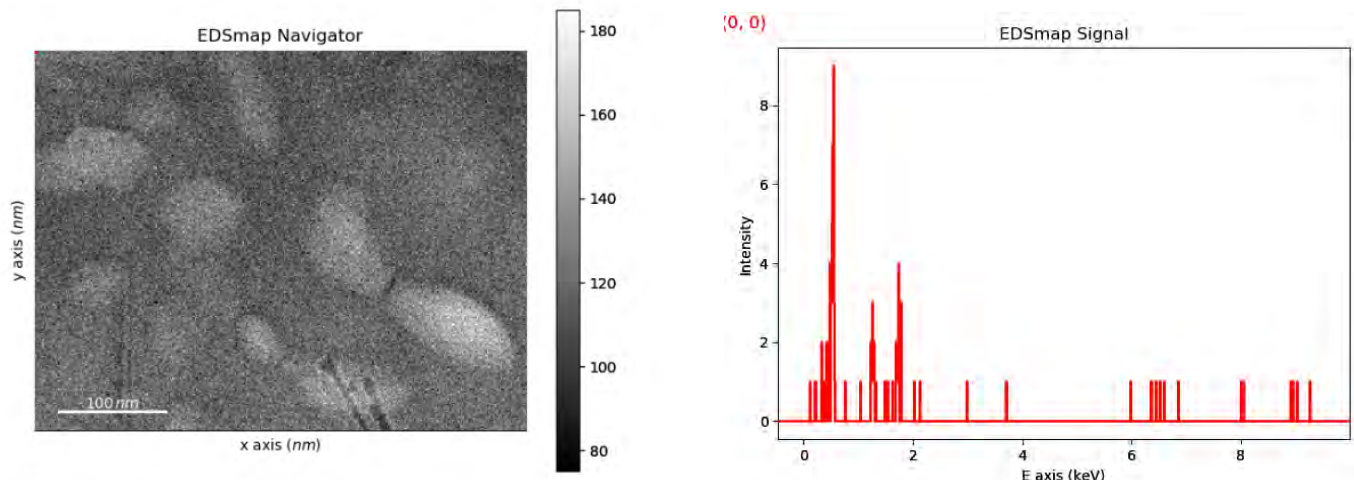 EDSmap Navigator
y axis (nm)
100 nm
x axis (nm)
180
160
140
120
100
80
(0, 0)
EDSmap Signal
Intensity
8
6
4
2
0
0 2 4 6 8
E axis (keV)